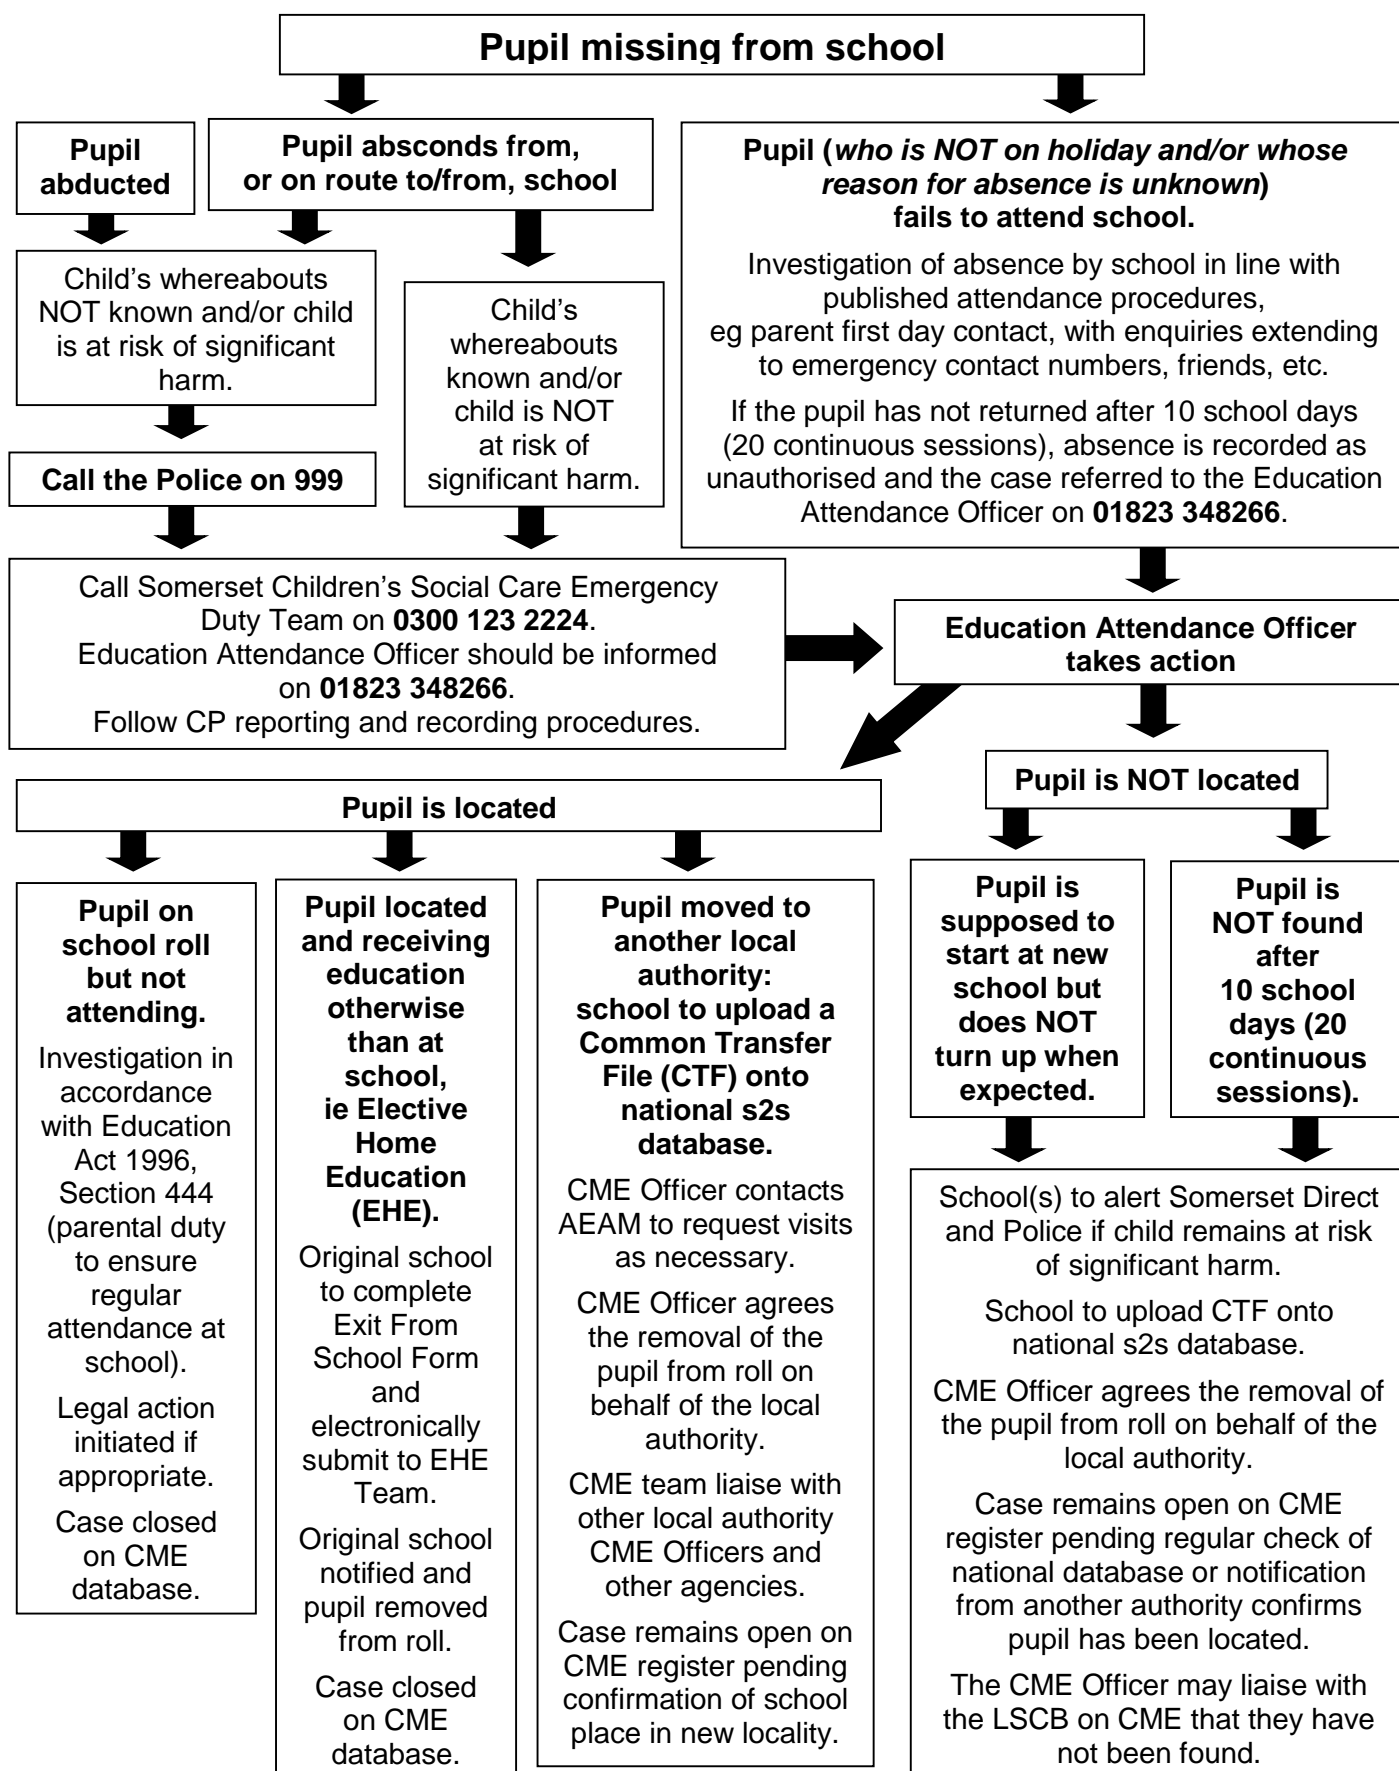 Pupil missing from school
Pupil
abducted
Pupil absconds from,
or on route to/from, school
Pupil (who is NOT on holiday and/or whose
reason for absence is unknown)
fails to attend school.
Investigation of absence by school in line with
published attendance procedures,
eg parent first day contact, with enquiries extending
to emergency contact numbers, friends, etc.
If the pupil has not returned after 10 school days
(20 continuous sessions), absence is recorded as
unauthorised and the case referred to the Education
Attendance Officer on 01823 348266.
Child's whereabouts
NOT known and/or child
is at risk of significant
harm.
Child's
whereabouts
known and/or
child is NOT
at risk of
significant harm.
Call the Police on 999
Call Somerset Children's Social Care Emergency
Duty Team on 0300 123 2224.
Education Attendance Officer should be informed
on 01823 348266.
Follow CP reporting and recording procedures.
Education Attendance Officer
takes action
Pupil is located
Pupil is NOT located
Pupil on
school roll
but not
attending.
Investigation in
accordance
with Education
Act 1996,
Section 444
(parental duty
to ensure
regular
attendance at
school).
Legal action
initiated if
appropriate.
Case closed
on CME
database.
Pupil located
and receiving
education
otherwise
than at
school,
ie Elective
Home
Education
(EHE).
Original school
to complete
Exit From
School Form
and
electronically
submit to EHE
Team.
Original school
notified and
pupil removed
from roll.
Case closed
on CME
database.
Pupil moved to
another local
authority:
school to upload a
Common Transfer
File (CTF) onto
national s2s
database.
CME Officer contacts
AEAM to request visits
as necessary.
CME Officer agrees
the removal of the
pupil from roll on
behalf of the local
authority.
CME team liaise with
other local authority
CME Officers and
other agencies.
Case remains open on
CME register pending
confirmation of school
place in new locality.
Pupil is
supposed to
start at new
school but
does NOT
turn up when
expected.
Pupil is
NOT found
after
10 school
days (20
continuous
sessions).
School(s) to alert Somerset Direct
and Police if child remains at risk
of significant harm.
School to upload CTF onto
national s2s database.
CME Officer agrees the removal of
the pupil from roll on behalf of the
local authority.
Case remains open on CME
register pending regular check of
national database or notification
from another authority confirms
pupil has been located.
The CME Officer may liaise with
the LSCB on CME that they have
not been found.